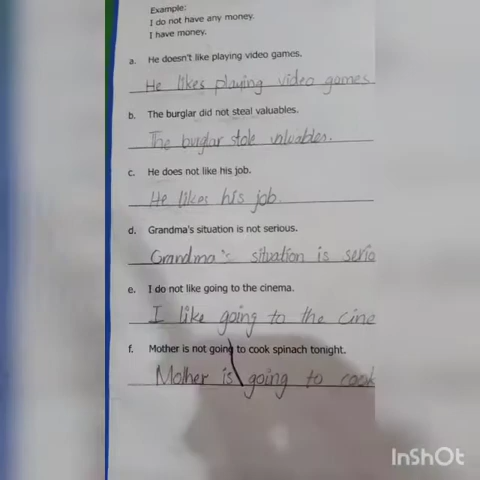 Example:
I do not have any money.
I have money.
a. He doesn't like playing video games.
He likes playing video games
b. The burglar did not steal valuables.
The burglar stole valuables.
c. He does not like his job.
He likes his job.
d. Grandma's situation is not serious.
Grandma's situation is serio
e. I do not like going to the cinema.
I like going to the cine
f. Mother is not going to cook spinach tonight.
Mother is going to cook
InShOt